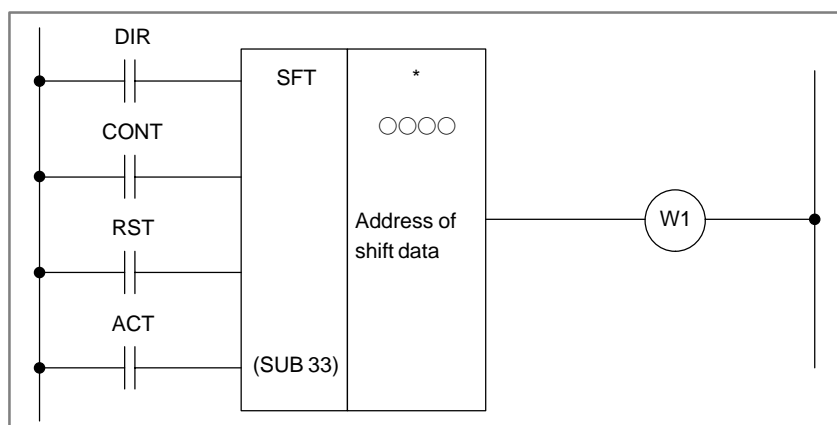 DIR
SFT
*
○○○○
CONT
Address of
shift data
W1
RST
ACT
(SUB 33)